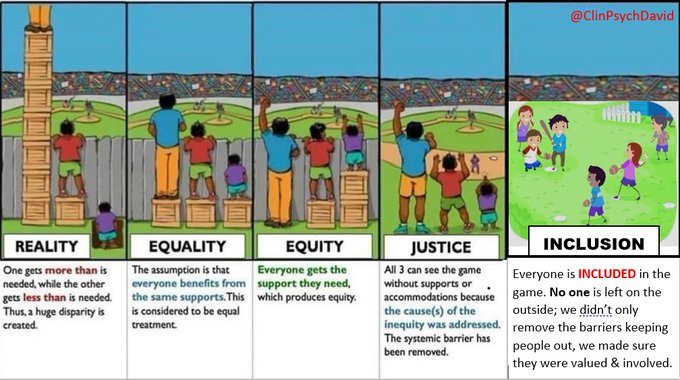 @ClinPsychDavid
REALITY
One gets more than is
needed, while the other
gets less than is needed.
Thus, a huge disparity is
created.
EQUALITY
The assumption is that
everyone benefits from
the same supports. This
is considered to be equal
treatment.
EQUITY
Everyone gets the
support they need,
which produces equity.
JUSTICE
All 3 can see the game
without supports or
accommodations because
the cause(s) of the
inequity was addressed.
The systemic barrier has
been removed.
INCLUSION
Everyone is INCLUDED in the
game. No one is left on the
outside; we didn't only
remove the barriers keeping
people out, we made sure
they were valued & involved.